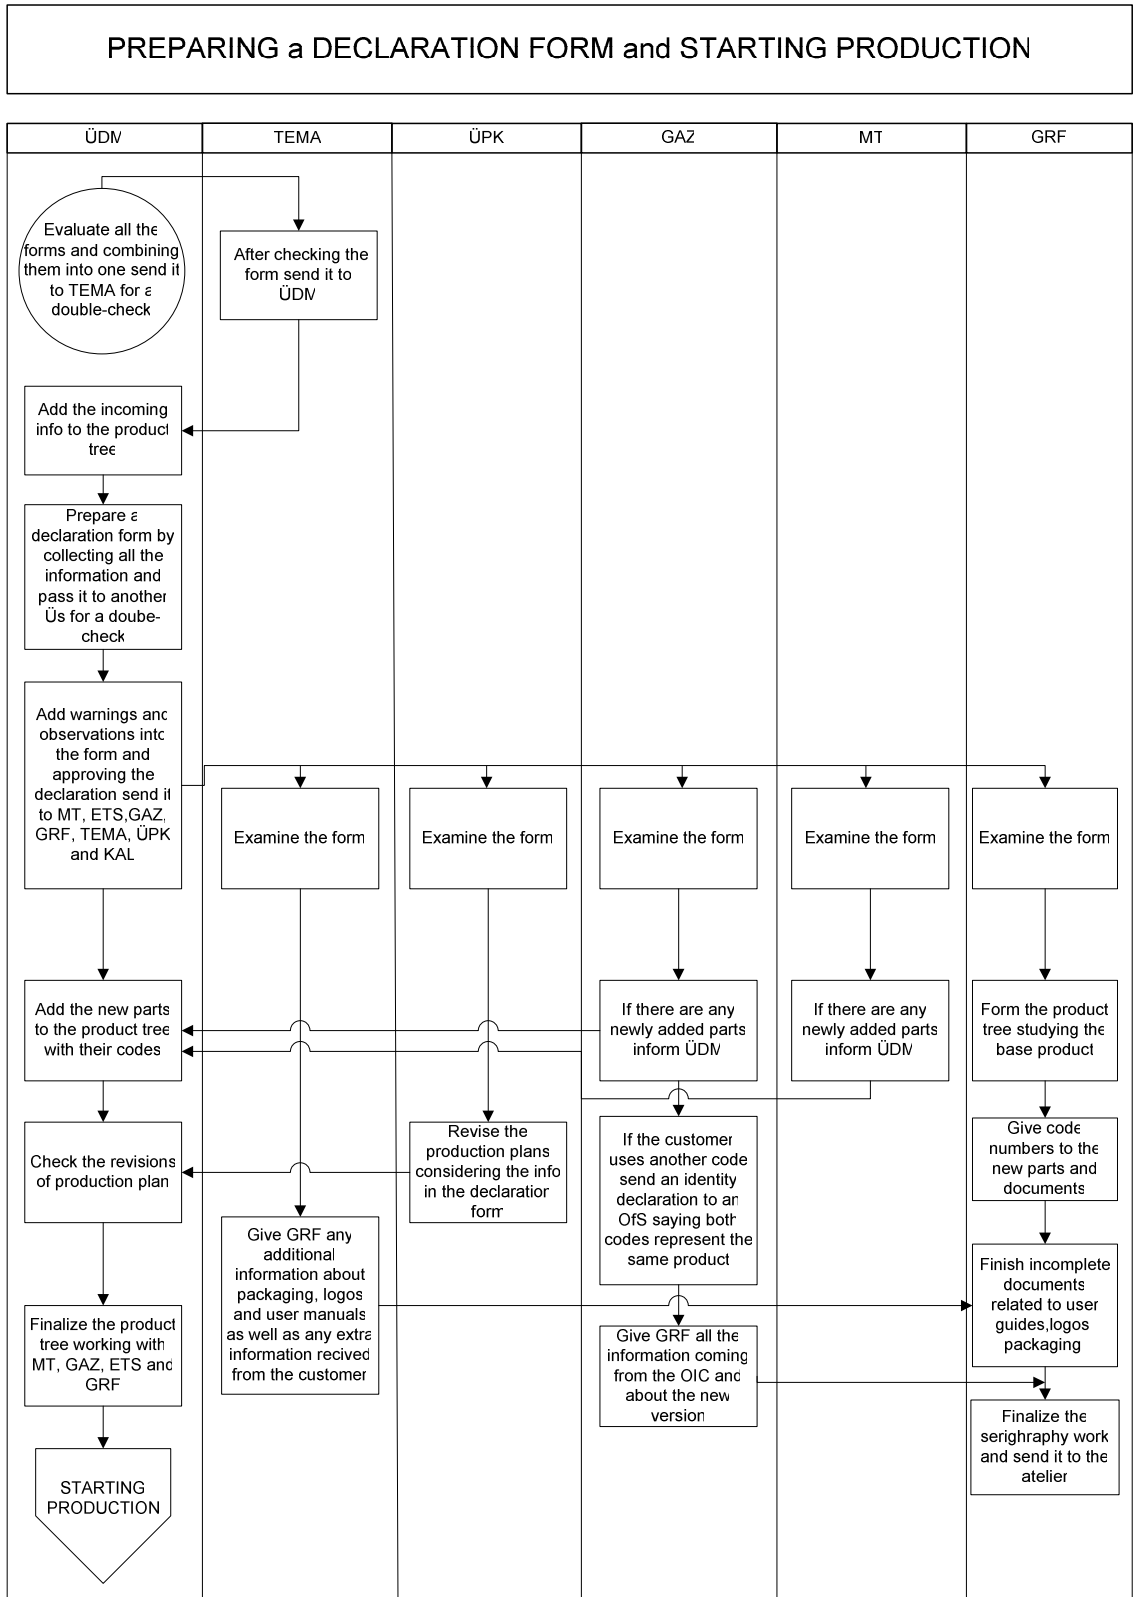 PREPARING a DECLARATION FORM and STARTING PRODUCTION
ÜDM
TEMA
ÜPK
GAZ
MT
GRF
Evaluate all the
forms and combining
them into one send it
to TEMA for a
double-check
After checking the
form send it to
ÜDM
Add the incoming
info to the product
tree
Prepare a
declaration form by
collecting all the
information and
pass it to another
Üs for a doube-
check
Add warnings and
observations into
the form and
approving the
declaration send it
to MT, ETS,GAZ,
GRF, TEMA, ÜPK
and KAL
Examine the form
Examine the form
Examine the form
Examine the form
Examine the form
Add the new parts
to the product tree
with their codes
If there are any
newly added parts
inform ÜDM
If there are any
newly added parts
inform ÜDM
Form the product
tree studying the
base product
Check the revisions
of production plan
Revise the
production plans
considering the info
in the declaration
form
If the customer
uses another code
send an identity
declaration to an
OfS saying both
codes represent the
same product
Give code
numbers to the
new parts and
documents
Give GRF any
additional
information about
packaging, logos
and user manuals
as well as any extra
information recived
from the customer
Finish incomplete
documents
related to user
guides,logos
packaging
Finalize the product
tree working with
MT, GAZ, ETS and
GRF
Give GRF all the
information coming
from the OIC and
about the new
version
Finalize the
serighraphy work
and send it to the
atelier
STARTING
PRODUCTION